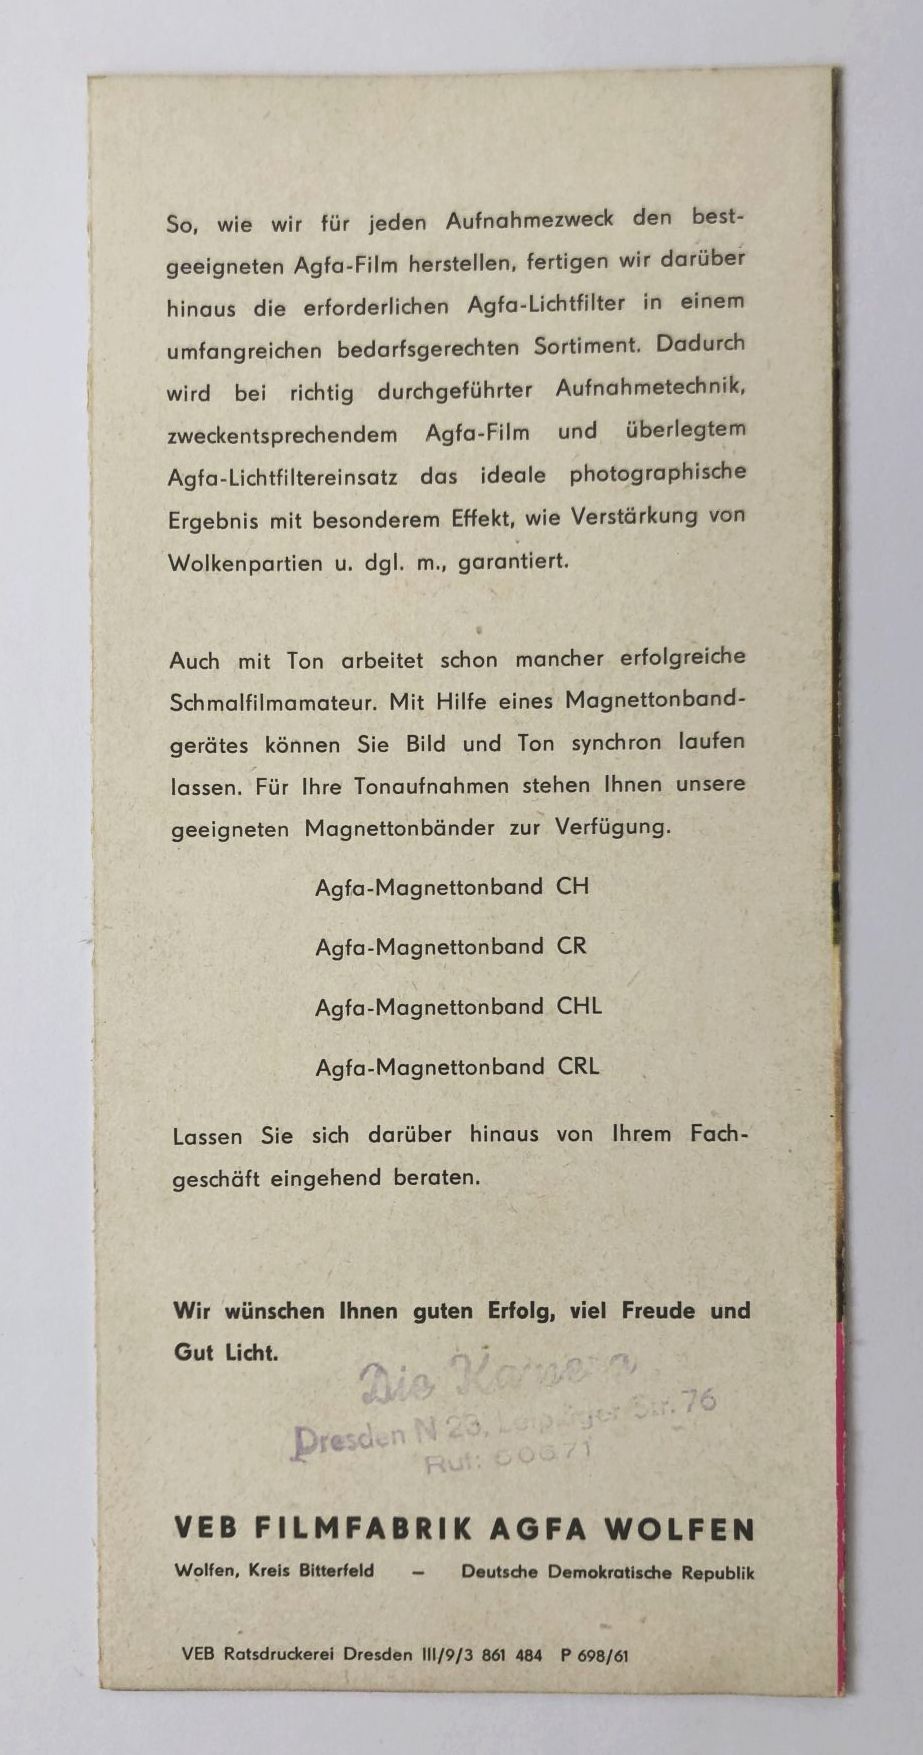 So, wie wir für jeden Aufnahmezweck den best-
geeigneten Agfa-Film herstellen, fertigen wir darüber
hinaus die erforderlichen Agfa-Lichtfilter in einem
umfangreichen bedarfsgerechten Sortiment. Dadurch
wird bei richtig durchgeführter Aufnahmetechnik,
zweckentsprechendem Agfa-Film und überlegtem
Agfa-Lichtfiltereinsatz das ideale photographische
Ergebnis mit besonderem Effekt, wie Verstärkung von
Wolkenpartien u. dgl. m., garantiert.
Auch mit Ton arbeitet schon mancher erfolgreiche
Schmalfilmamateur. Mit Hilfe eines Magnettonband-
gerätes können Sie Bild und Ton synchron laufen
lassen. Für Ihre Tonaufnahmen stehen Ihnen unsere
geeigneten Magnettonbänder zur Verfügung.
Agfa-Magnettonband CH
Agfa-Magnettonband CR
Agfa-Magnettonband CHL
Agfa-Magnettonband CRL
Lassen Sie sich darüber hinaus von Ihrem Fach-
geschäft eingehend beraten.
Wir wünschen Ihnen guten Erfolg, viel Freude und
Gut Licht.
Die Kamera
Dresden N 23, Leipziger Str. 76
Ruf:
VEB FILMFABRIK AGFA WOLFEN
Wolfen, Kreis Bitterfeld – Deutsche Demokratische Republik
VEB Ratsdruckerei Dresden III/9/3 861 484 P 698/61